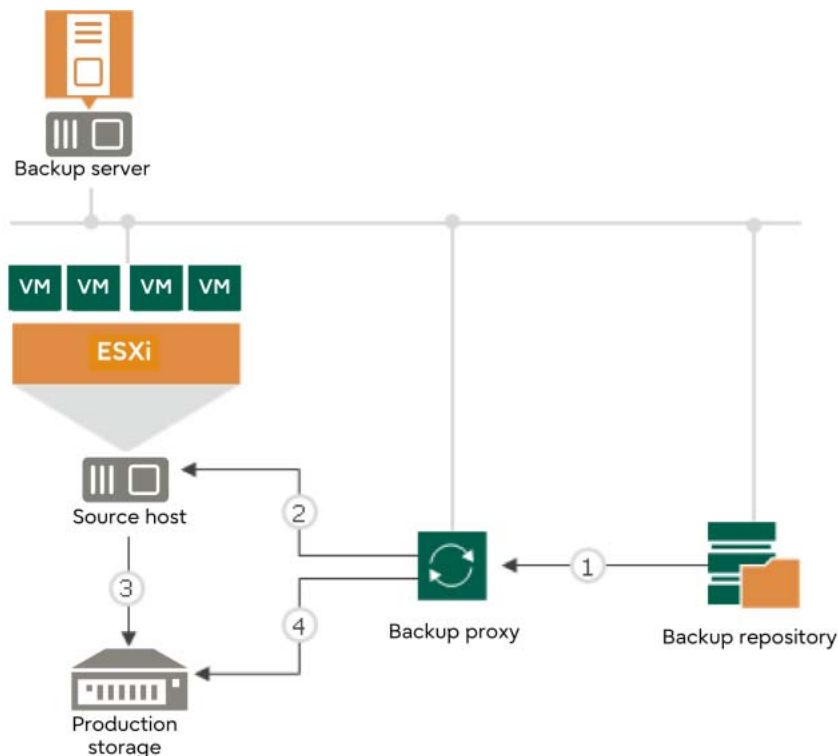 Backup server
VM VM VM VM
ESXi
Source host
2
1
3
4
Backup proxy
Backup repository
Production
storage